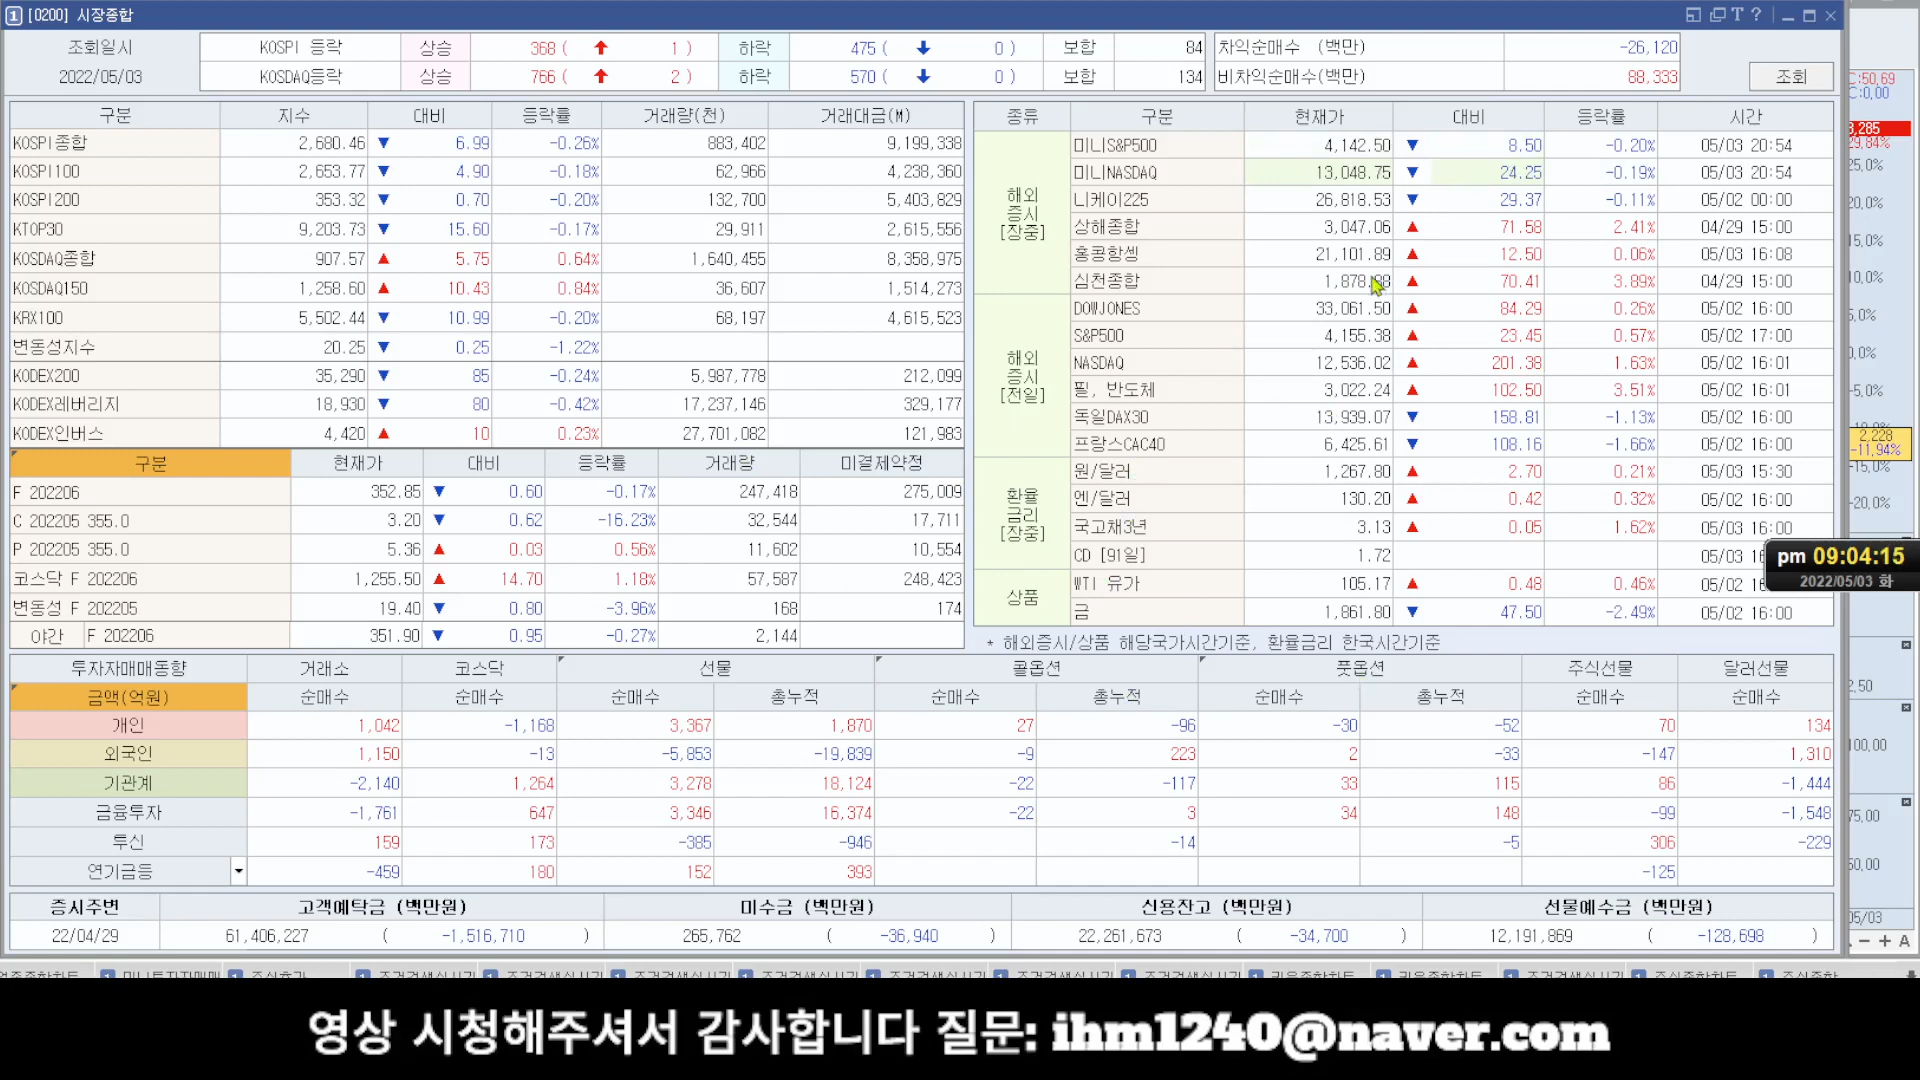 1 [0200] 시장종합
조회일시 KOSPI 등락 상승 368 ( 1 ) 하락 475 ( 0 ) 보합 84 차익순매수 (백만) -26,120
2022/05/03 KOSDAQ등락 상승 766 ( 2 ) 하락 570 ( 0 ) 보합 134 비차익순매수(백만) 88,333 조회
구분 지수 대비 등락률 거래량(천) 거래대금(M)
KOSPI종합 2,680.46 ▼ 6.99 -0.26% 883,402 9,199,338
KOSPI100 2,653.77 ▼ 4.90 -0.18% 62,966 4,238,360
KOSPI200 353.32 ▼ 0.70 -0.20% 132,700 5,403,829
KTOP30 9,203.73 ▼ 15.60 -0.17% 29,911 2,615,556
KOSDAQ종합 907.57 ▲ 5.75 0.64% 1,640,455 8,358,975
KOSDAQ150 1,258.60 ▲ 10.43 0.84% 36,607 1,514,273
KRX100 5,502.44 ▼ 10.99 -0.20% 68,197 4,615,523
변동성지수 20.25 ▼ 0.25 -1.22%
KODEX200 35,290 ▼ 85 -0.24% 5,987,778 212,099
KODEX레버리지 18,930 ▼ 80 -0.42% 17,237,146 329,177
KODEX인버스 4,420 ▲ 10 0.23% 27,701,082 121,983
구분 현재가 대비 등락률 거래량 미결제약정
F 202206 352.85 ▼ 0.60 -0.17% 247,418 275,009
C 202205 355.0 3.20 ▼ 0.62 -16.23% 32,544 17,711
P 202205 355.0 5.36 ▲ 0.03 0.56% 11,602 10,554
코스닥 F 202206 1,255.50 ▲ 14.70 1.18% 57,587 248,423
변동성 F 202205 19.40 ▼ 0.80 -3.96% 168 174
야간 F 202206 351.90 ▼ 0.95 -0.27% 2,144
종류 구분 현재가 대비 등락률 시간
해외 증시 [장중]
미니S&P500 4,142.50 ▼ 8.50 -0.20% 05/03 20:54
미니NASDAQ 13,048.75 ▼ 24.25 -0.19% 05/03 20:54
니케이225 26,818.53 ▼ 29.37 -0.11% 05/02 00:00
상해종합 3,047.06 ▲ 71.58 2.41% 04/29 15:00
홍콩항셍 21,101.89 ▲ 12.50 0.06% 05/03 16:08
심천종합 ▲ 70.41 3.89% 04/29 15:00
해외 증시 [전일]
DOWJONES 33,061.50 ▲ 84.29 0.26% 05/02 16:00
S&P500 4,155.38 ▲ 23.45 0.57% 05/02 17:00
NASDAQ 12,536.02 ▲ 201.38 1.63% 05/02 16:01
필, 반도체 3,022.24 ▲ 102.50 3.51% 05/02 16:01
독일DAX30 13,939.07 ▼ 158.81 -1.13% 05/02 16:00
프랑스CAC40 6,425.61 ▼ 108.16 -1.66% 05/02 16:00
환율 금리 [장중]
원/달러 1,267.80 ▲ 2.70 0.21% 05/03 15:30
엔/달러 130.20 ▲ 0.42 0.32% 05/02 16:00
국고채3년 3.13 ▲ 0.05 1.62% 05/03 16:00
CD [91일] 1.72 05/03
상품
WTI 유가 105.17 ▲ 0.48 0.46% 05/02
금 1,861.80 ▼ 47.50 -2.49% 05/02 16:00
* 해외증시/상품 해당국가시간기준, 환율금리 한국시간기준
투자자매매동향 거래소 코스닥 선물 콜옵션 풋옵션 주식선물 달러선물
금액(억원) 순매수 순매수 순매수 총누적 순매수 총누적 순매수 총누적 순매수 순매수
개인 1,042 -1,168 3,367 1,870 27 -96 -30 -52 70 134
외국인 1,150 -13 -5,853 -19,839 -9 223 2 -33 -147 1,310
기관계 -2,140 1,264 3,278 18,124 -22 -117 33 115 86 -1,444
금융투자 -1,761 647 3,346 16,374 -22 3 34 148 -99 -1,548
투신 159 173 -385 -946 -14 -5 306 -229
연기금등 -459 180 152 393 -125
증시주변 고객예탁금 (백만원) 미수금 (백만원) 신용잔고 (백만원) 선물예수금 (백만원)
22/04/29 61,406,227 ( -1,516,710 ) 265,762 ( -36,940 ) 22,261,673 ( -34,700 ) 12,191,869 ( -128,698 )
pm 09:04:15
2022/05/03 화
2,228
-11,94%
영상 시청해주셔서 감사합니다 질문: ihm1240@naver.com